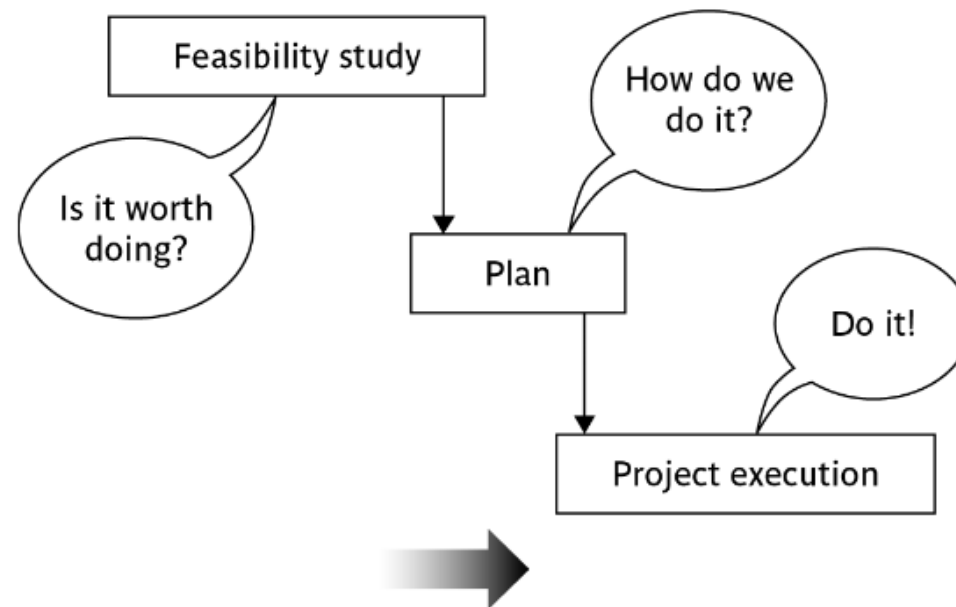 Feasibility study
How do we
do it?
Is it worth
doing?
Plan
Do it!
Project execution